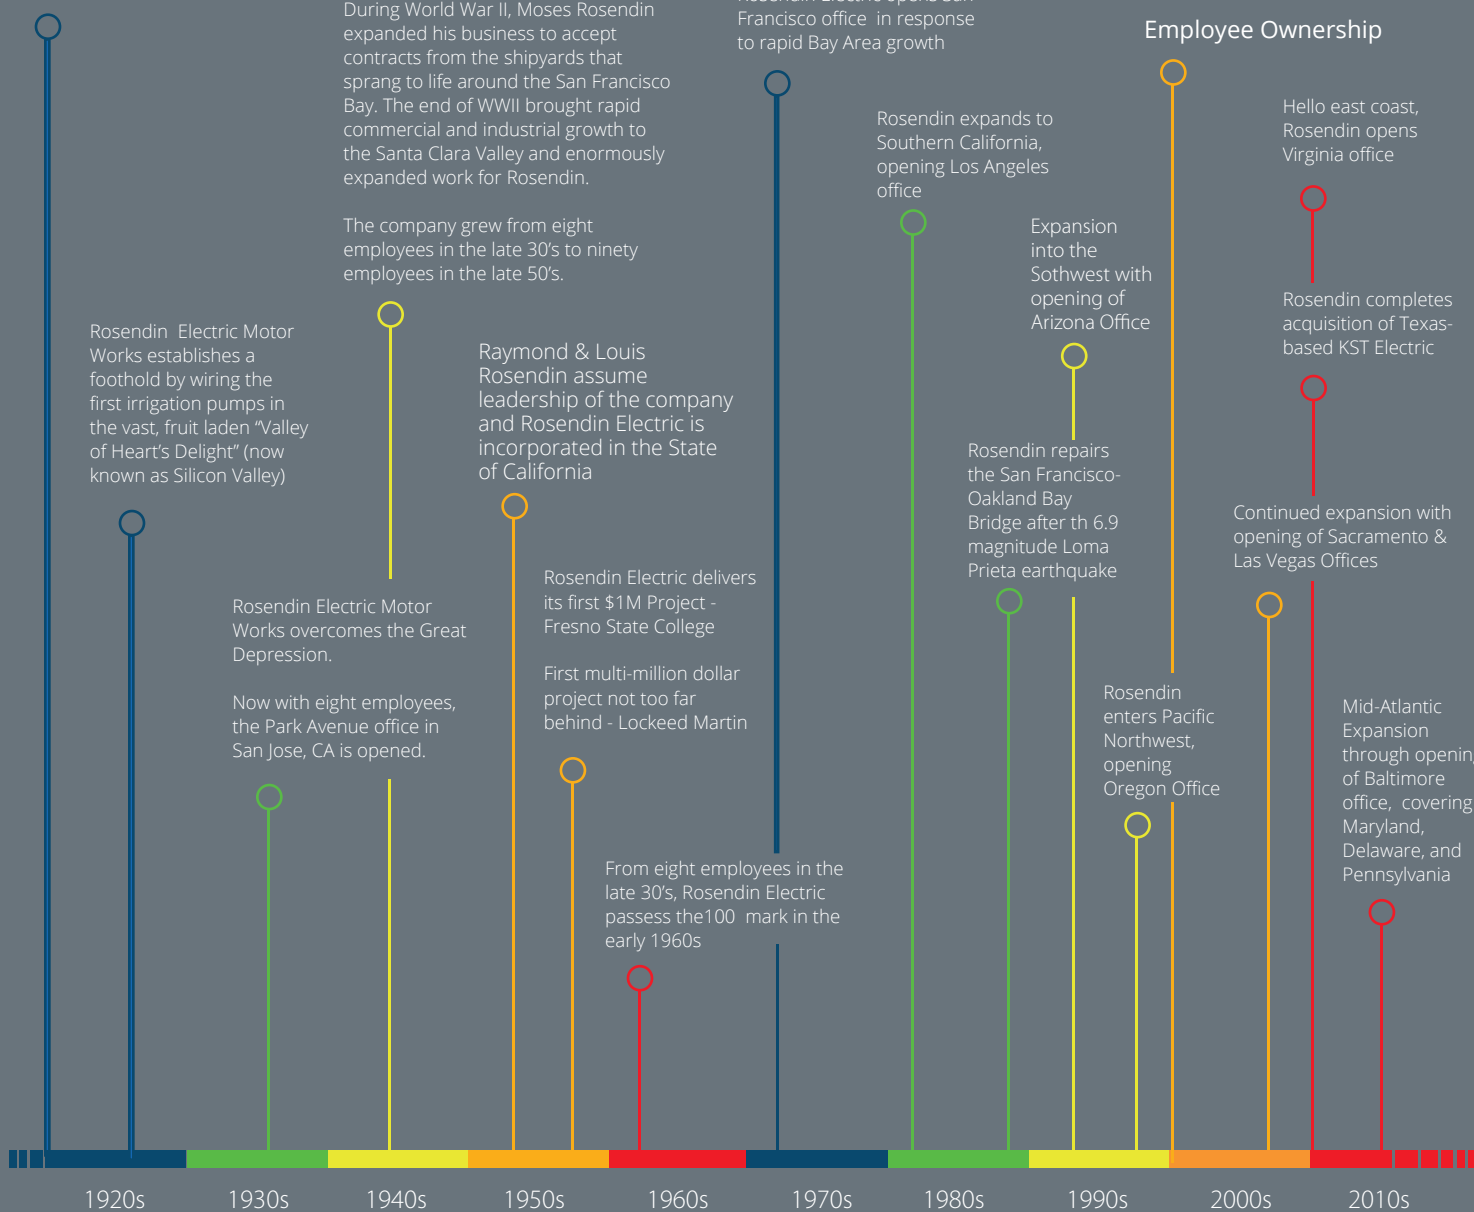 During World War II, Moses Rosendin
expanded his business to accept
contracts from the shipyards that
sprang to life around the San Francisco
Bay. The end of WWII brought rapid
commercial and industrial growth to
the Santa Clara Valley and enormously
expanded work for Rosendin.
The company grew from eight
employees in the late 30's to ninety
employees in the late 50's.
Rosendin Electric opens San
Francisco office in response
to rapid Bay Area growth
Employee Ownership
Rosendin expands to
Southern California,
opening Los Angeles
office
Hello east coast,
Rosendin opens
Virginia office
Expansion
into the
Sothwest with
opening of
Arizona Office
Rosendin completes
acquisition of Texas-
based KST Electric
Rosendin Electric Motor
Works establishes a
foothold by wiring the
first irrigation pumps in
the vast, fruit laden “Valley
of Heart's Delight” (now
known as Silicon Valley)
Raymond & Louis
Rosendin assume
leadership of the company
and Rosendin Electric is
incorporated in the State
of California
Rosendin repairs
the San Francisco-
Oakland Bay
Bridge after th 6.9
magnitude Loma
Prieta earthquake
Continued expansion with
opening of Sacramento &
Las Vegas Offices
Rosendin Electric Motor
Works overcomes the Great
Depression.
Now with eight employees,
the Park Avenue office in
San Jose, CA is opened.
Rosendin Electric delivers
its first $1M Project -
Fresno State College
First multi-million dollar
project not too far
behind - Lockeed Martin
Rosendin
enters Pacific
Northwest,
opening
Oregon Office
Mid-Atlantic
Expansion
through opening
of Baltimore
office, covering
Maryland,
Delaware, and
Pennsylvania
From eight employees in the
late 30's, Rosendin Electric
passess the100 mark in the
early 1960s
1920s
1930s
1940s
1950s
1960s
1970s
1980s
1990s
2000s
2010s